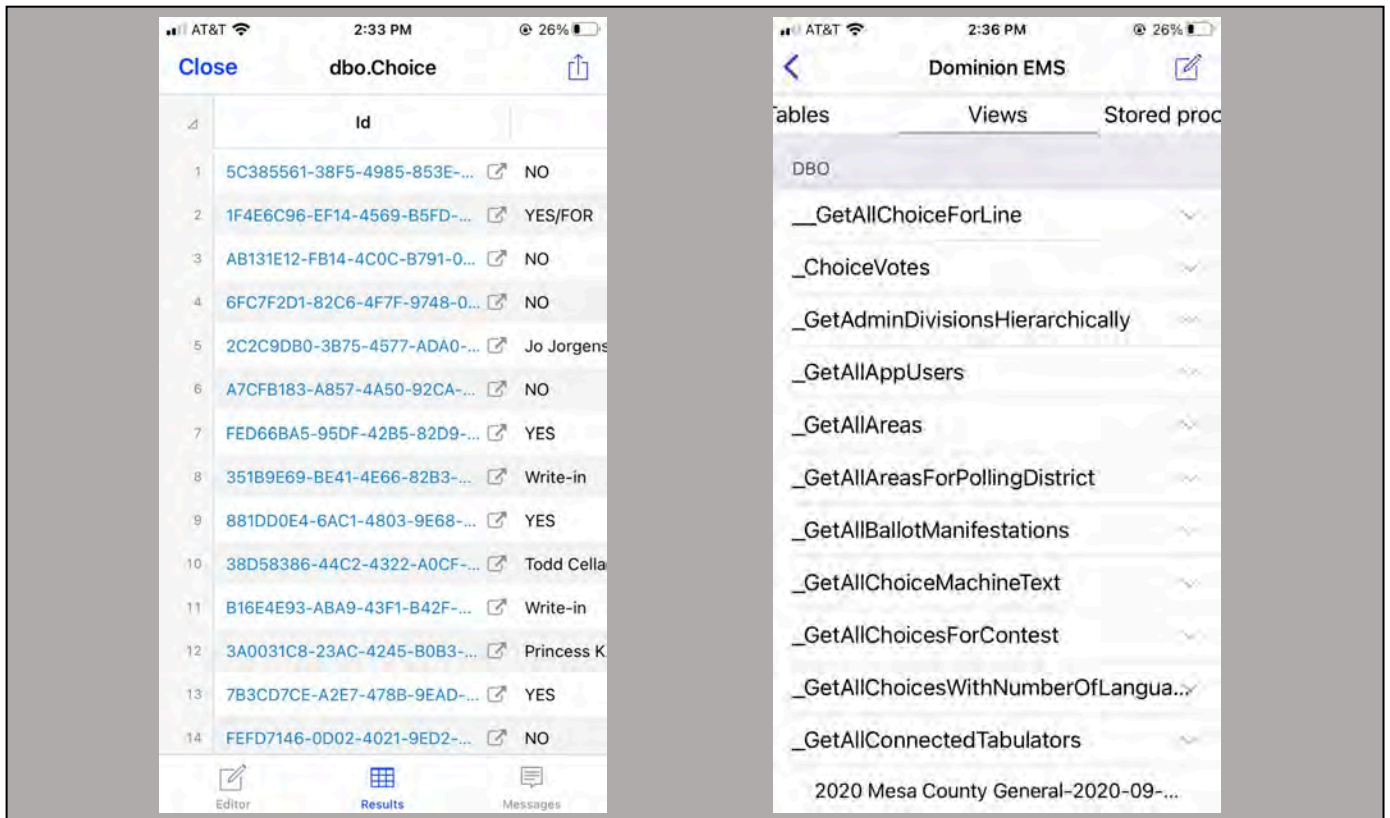 AT&T 2:33 PM 26%
Close dbo.Choice
Id
1 5C385561-38F5-4985-853E-... NO
2 1F4E6C96-EF14-4569-B5FD-... YES/FOR
3 AB131E12-FB14-4C0C-B791-0... NO
4 6FC7F2D1-82C6-4F7F-9748-0... NO
5 2C2C9DB0-3B75-4577-ADA0-... Jo Jorgens
6 A7CFB183-A857-4A50-92CA-... NO
7 FED66BA5-95DF-42B5-82D9-... YES
8 351B9E69-BE41-4E66-82B3-... Write-in
9 881DD0E4-6AC1-4803-9E68-... YES
10 38D58386-44C2-4322-A0CF-... Todd Cella
11 B16E4E93-ABA9-43F1-B42F-... Write-in
12 3A0031C8-23AC-4245-B0B3-... Princess K
13 7B3CD7CE-A2E7-478B-9EAD-... YES
14 FEFD7146-0D02-4021-9ED2-... NO
Editor Results Messages
AT&T 2:36 PM 26%
Dominion EMS
Tables Views Stored proc
DBO
__GetAllChoiceForLine
_ChoiceVotes
_GetAdminDivisionsHierarchically
_GetAllAppUsers
_GetAllAreas
_GetAllAreasForPollingDistrict
_GetAllBallotManifestations
_GetAllChoiceMachineText
_GetAllChoicesForContest
_GetAllChoicesWithNumberOfLangua...
_GetAllConnectedTabulators
2020 Mesa County General-2020-09-...